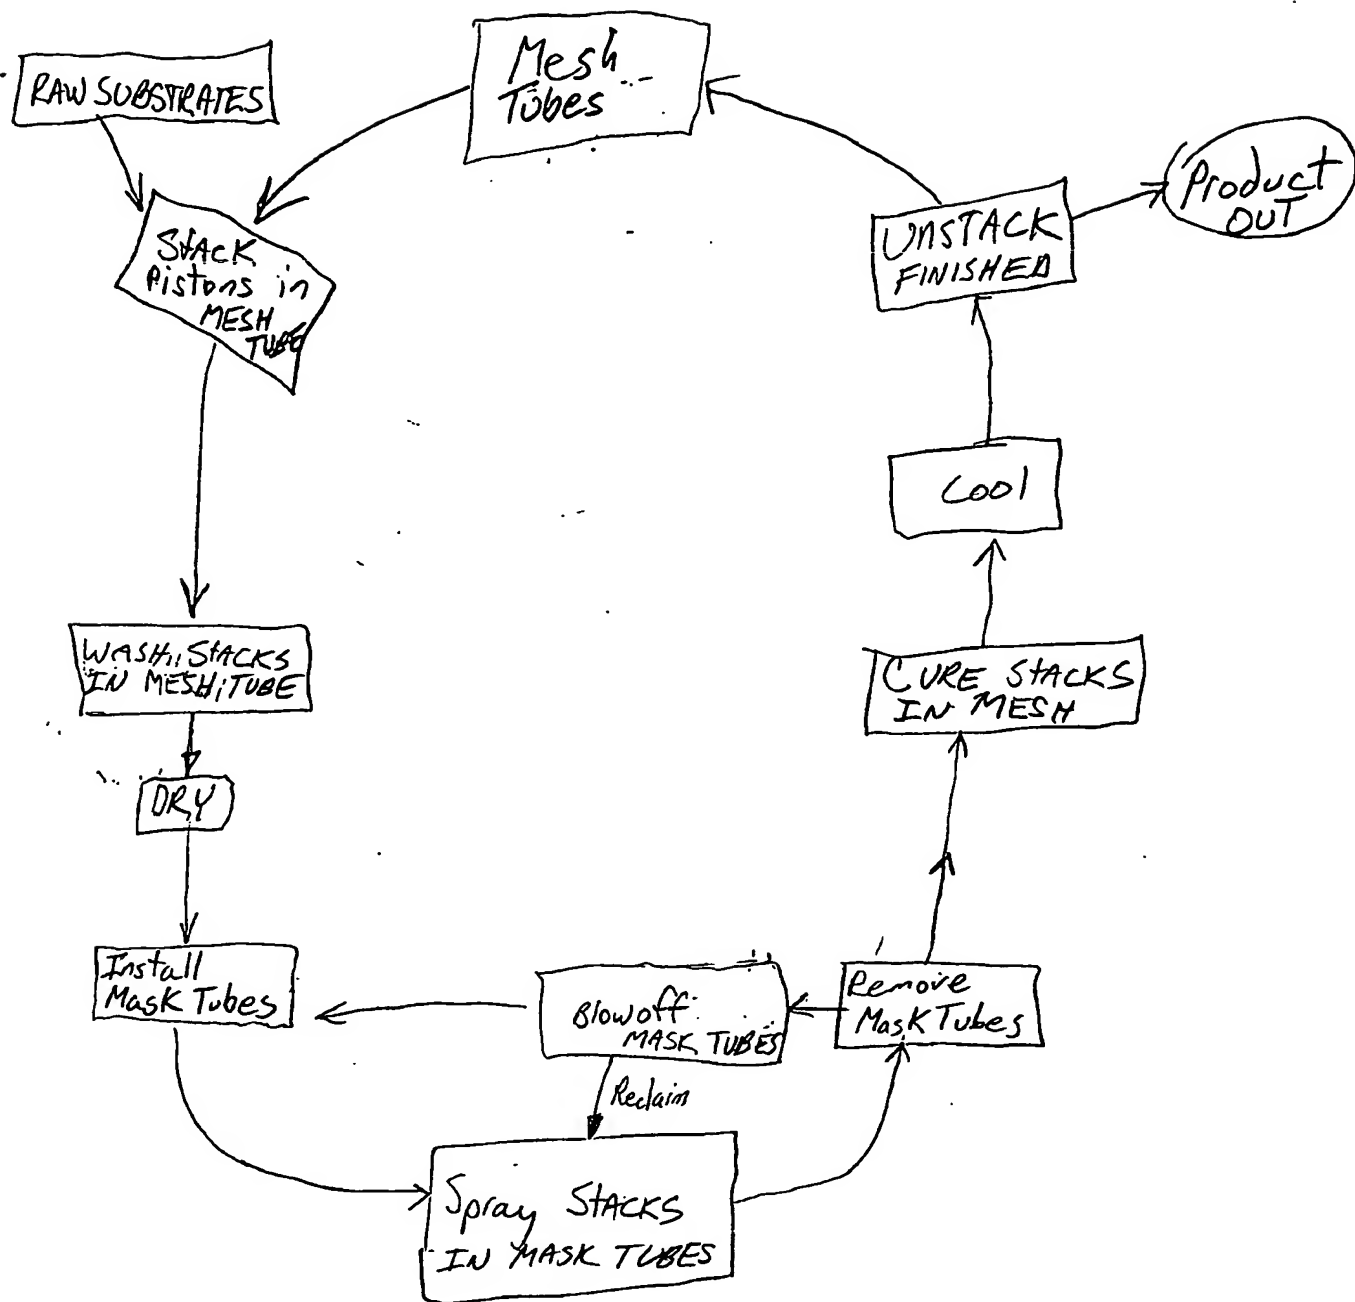 RAW SUBSTRATES
Mesh
Tubes
Product
OUT
UNSTACK
FINISHED
StACK
Pistons in
MESH
TUBE
Cool
WASH StACKS
IN MESH TUBE
CURE STACKS
IN MESH
DRY
Install
Mask Tubes
Blowoff
MASK TUBES
Remove
Mask Tubes
Reclaim
Spray StACKS
IN MASK TUBES